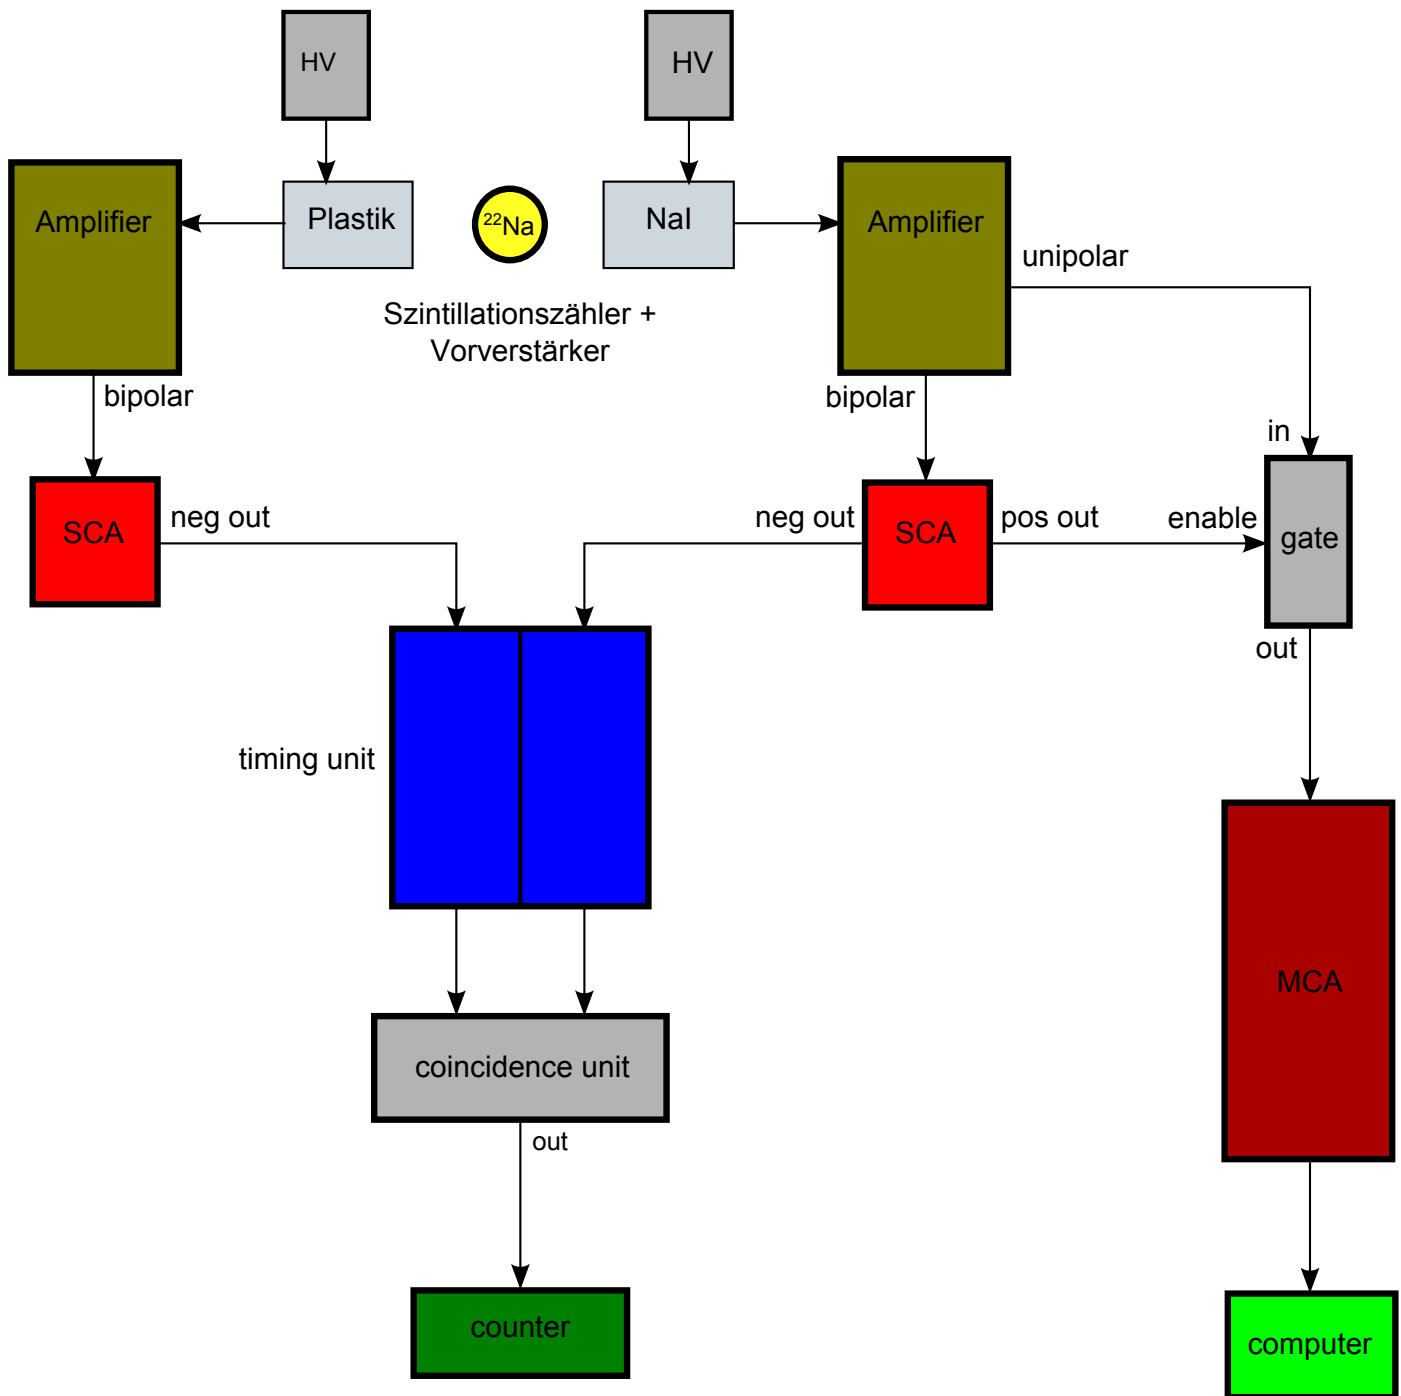 HV
HV
Amplifier
Plastik
²²Na
NaI
Amplifier
unipolar
Szintillationszähler +
Vorverstärker
bipolar
bipolar
in
SCA
neg out
neg out
SCA
pos out
enable
gate
out
timing unit
MCA
coincidence unit
out
counter
computer